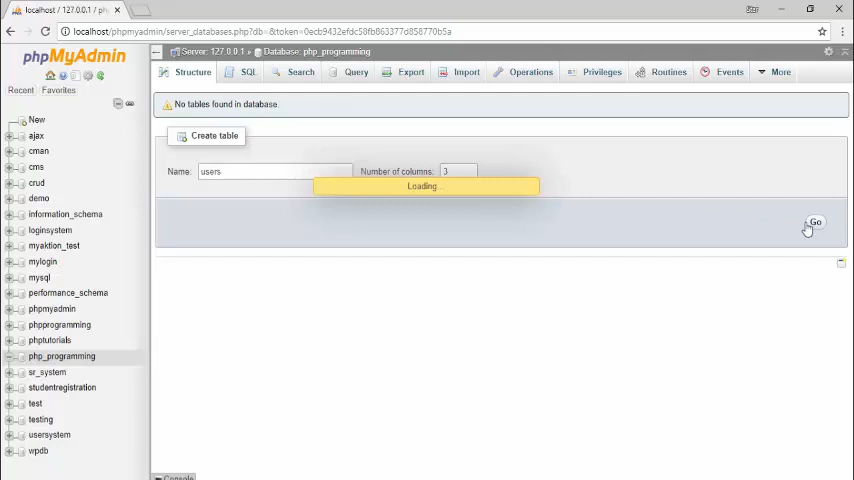 localhost / 127.0.0.1 / ph
localhost/phpmyadmin/server_databases.php?db=&token=0ecb9432efdc5f863863d377d858770b5a
phpMyAdmin
Recent Favorites
New
ajax
cman
cms
crud
demo
information_schema
loginsystem
myaktion_test
mylogin
mysql
performance_schema
phpmyadmin
phpprogramming
phptutorials
php_programming
sr_system
studentregistration
test
testing
usersystem
wpdb
Server: 127.0.0.1 » Database: php_programming
Structure SQL Search Query Export Import Operations Privileges Routines Events More
No tables found in database.
Create table
Name: users Number of columns: 3
Loading...
Go
Console